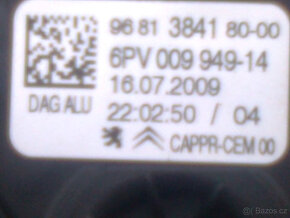 96 81 3841 80-00
6PV 009 949-14
16.07.2009
DAG ALU
22:02:50 / 04
CAPPR-CEM 00
Bazoš.cz